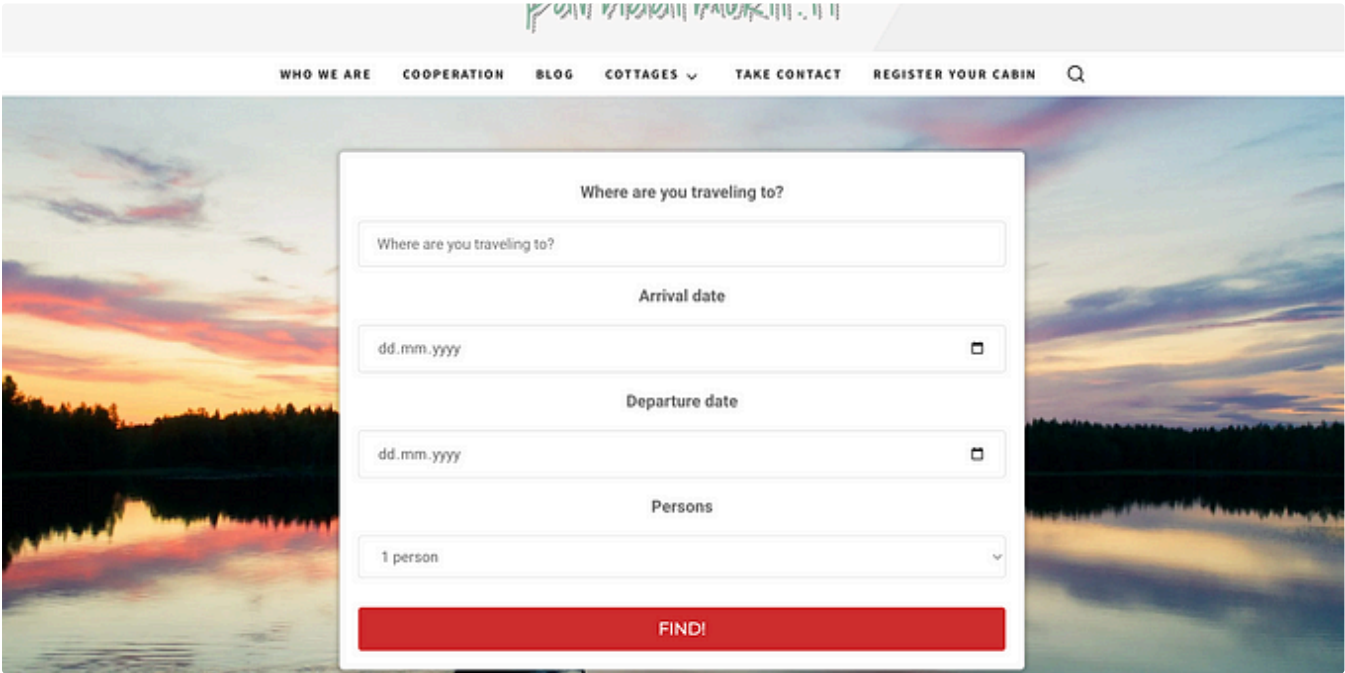 WHO WE ARE COOPERATION BLOG COTTAGES TAKE CONTACT REGISTER YOUR CABIN
Where are you traveling to?
Where are you traveling to?
Arrival date
dd.mm.yyyy
Departure date
dd.mm.yyyy
Persons
1 person
FIND!